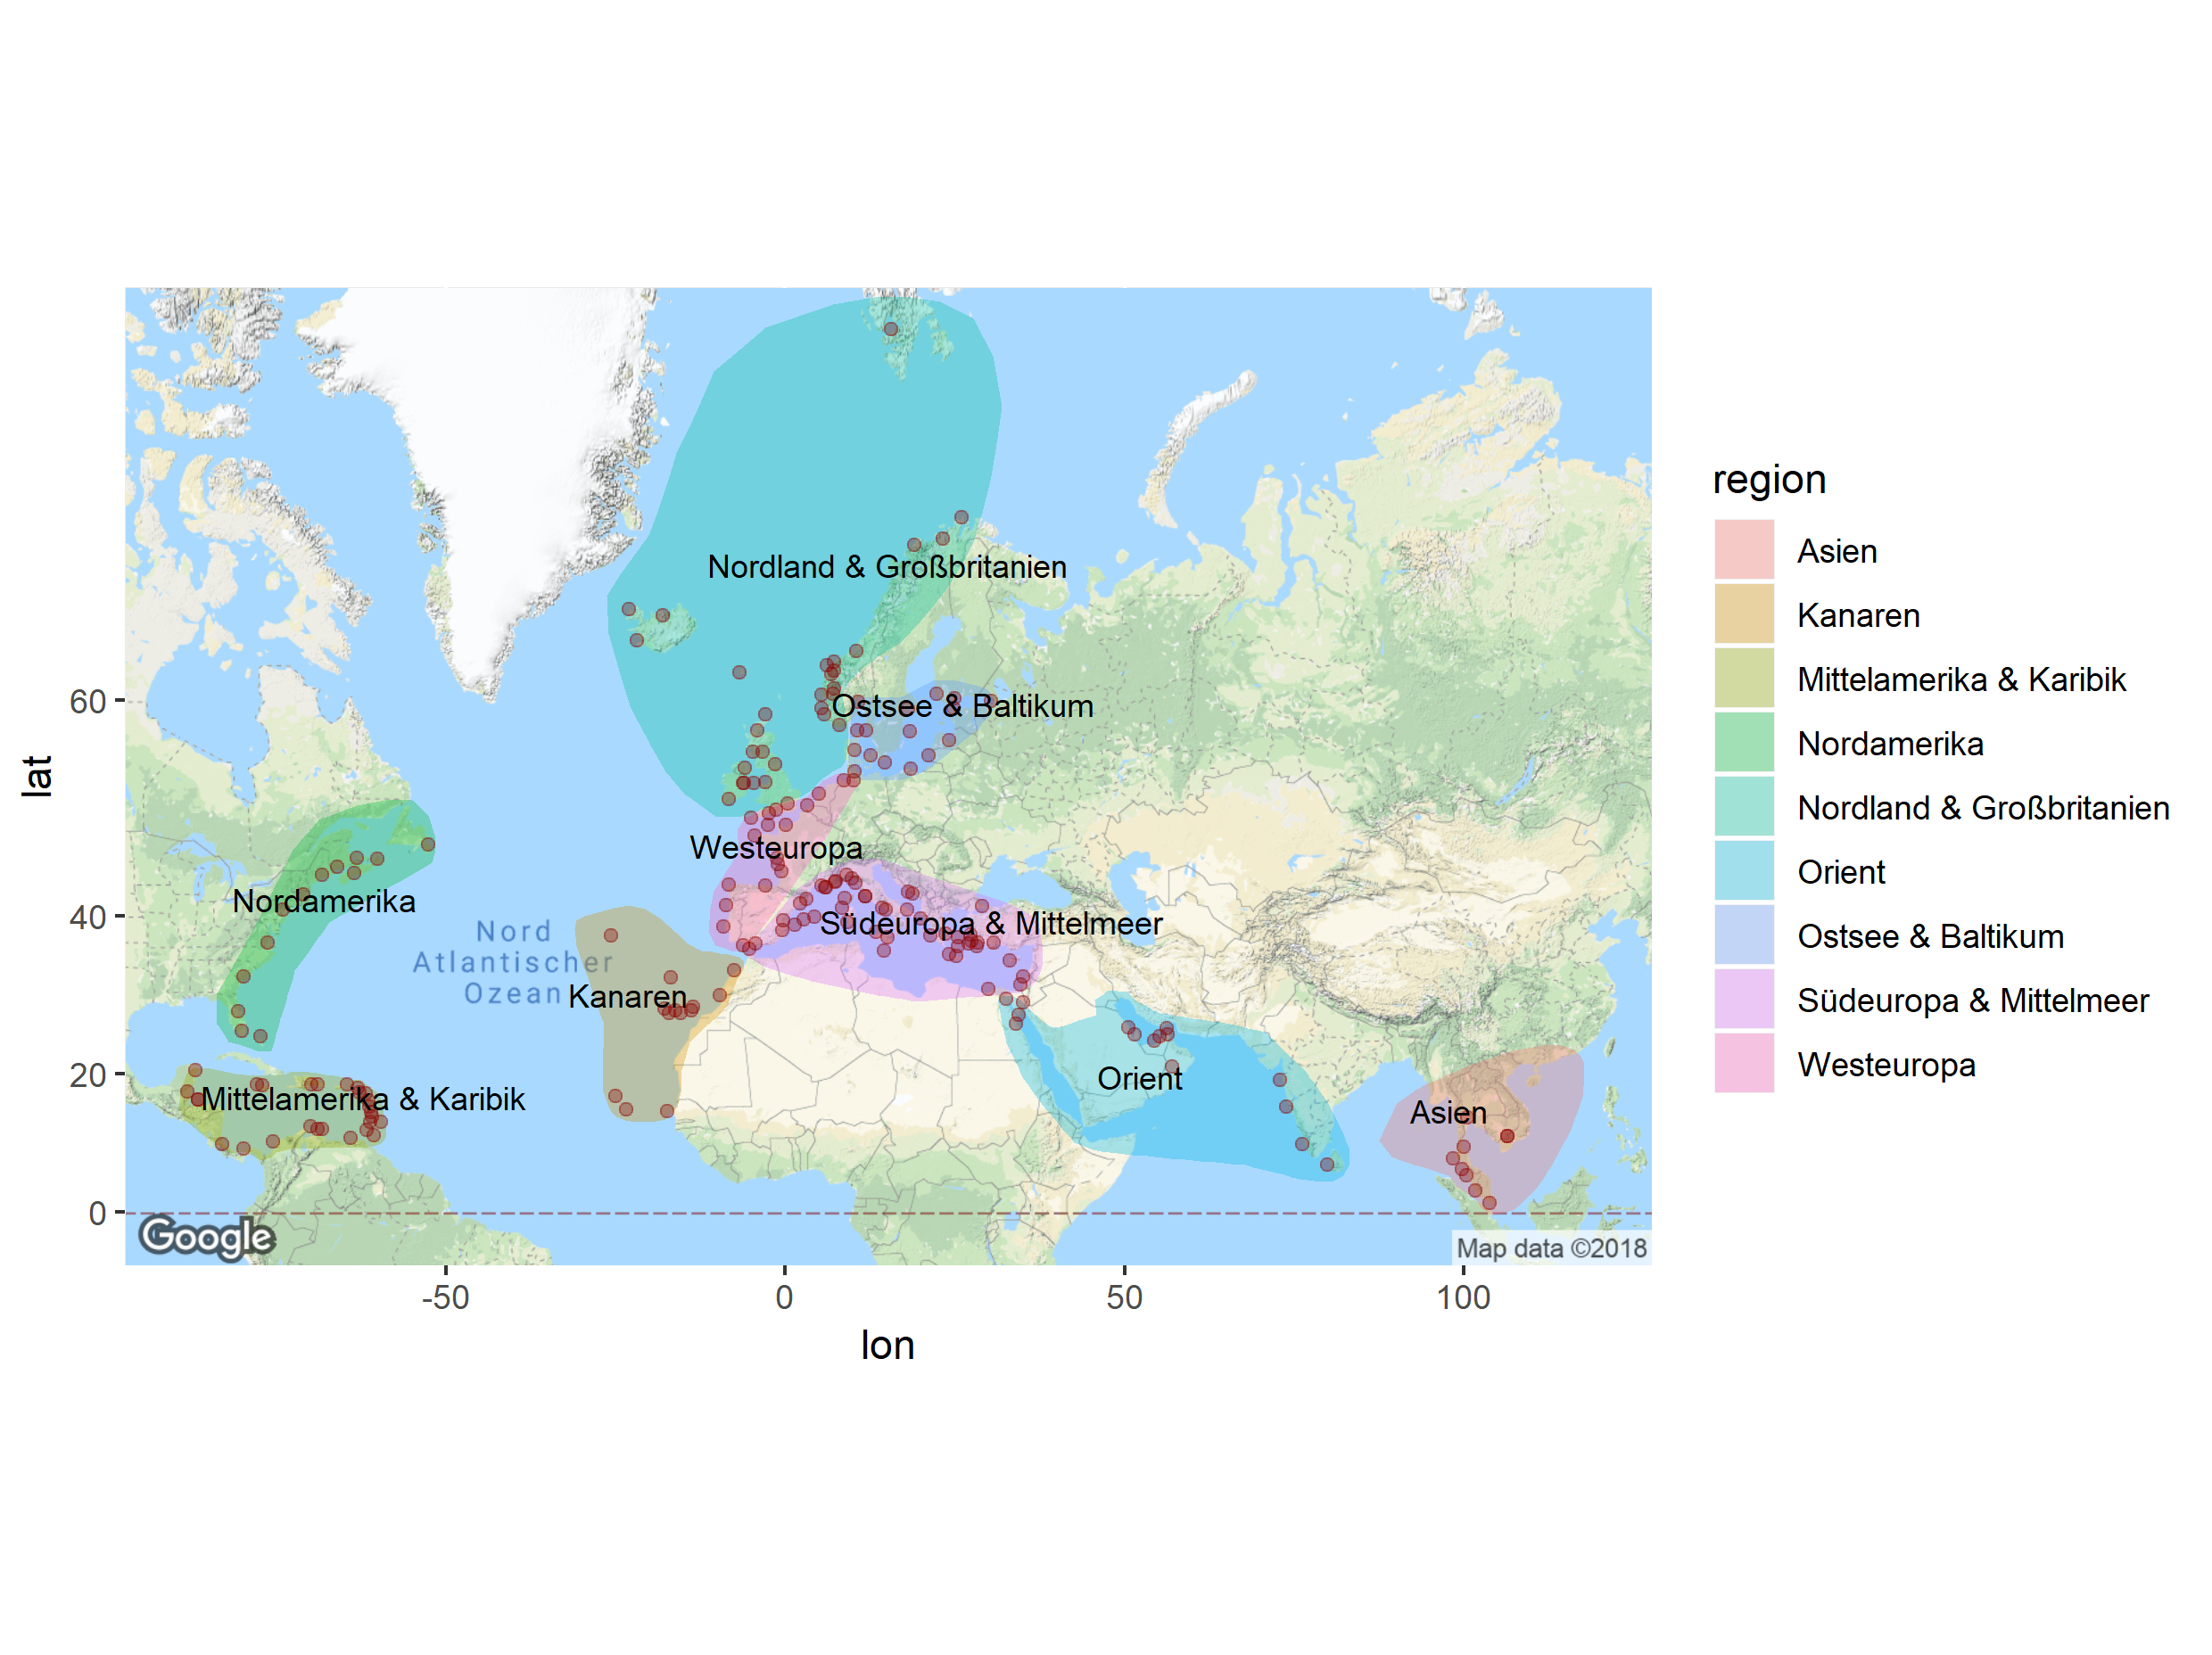 Nordland & Großbritanien
Ostsee & Baltikum
Westeuropa
Nordamerika
Südeuropa & Mittelmeer
Nord
Atlantischer
Ozean
Kanaren
Orient
Mittelamerika & Karibik
Asien
Google
Map data ©2018
60
40
20
0
lat
-50
0
50
100
lon
region
Asien
Kanaren
Mittelamerika & Karibik
Nordamerika
Nordland & Großbritanien
Orient
Ostsee & Baltikum
Südeuropa & Mittelmeer
Westeuropa